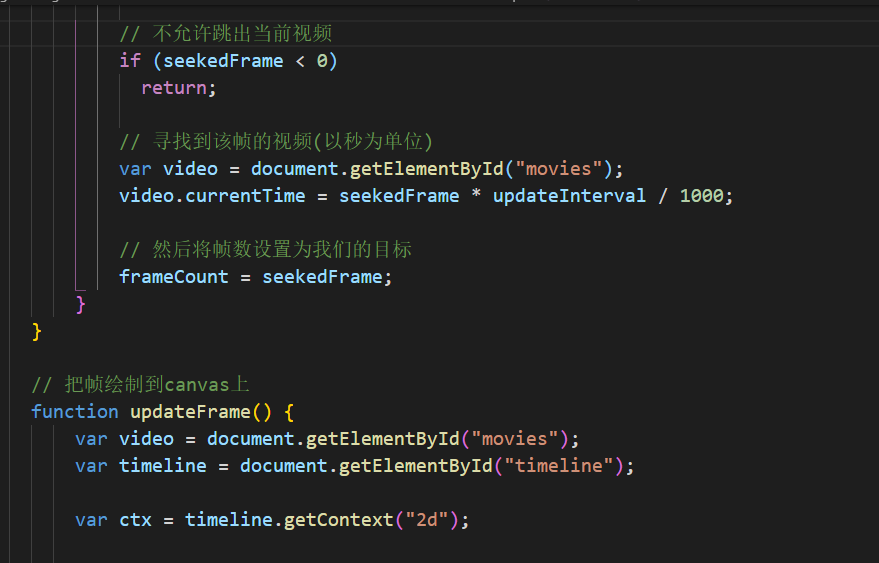 // 不允许跳出当前视频
if (seekedFrame < 0)
return;
// 寻找到该帧的视频(以秒为单位)
var video = document.getElementById("movies");
video.currentTime = seekedFrame * updateInterval / 1000;
// 然后将帧数设置为我们的目标
frameCount = seekedFrame;
}
}
// 把帧绘制到canvas上
function updateFrame() {
var video = document.getElementById("movies");
var timeline = document.getElementById("timeline");
var ctx = timeline.getContext("2d");